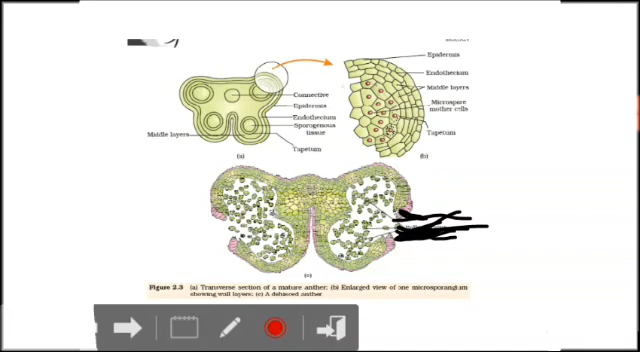 Epidermis
Endothecium
Middle layers
Microspore
mother cells
Tapetum
(b)
Connective
Epidermis
Endothecium
Sporogenous
tissue
Middle layers
Tapetum
(a)
(c)
Figure 2.3 (a) Transverse section of a mature anther; (b) Enlarged view of one microsporangium
showing wall layers; (c) A dehisced anther